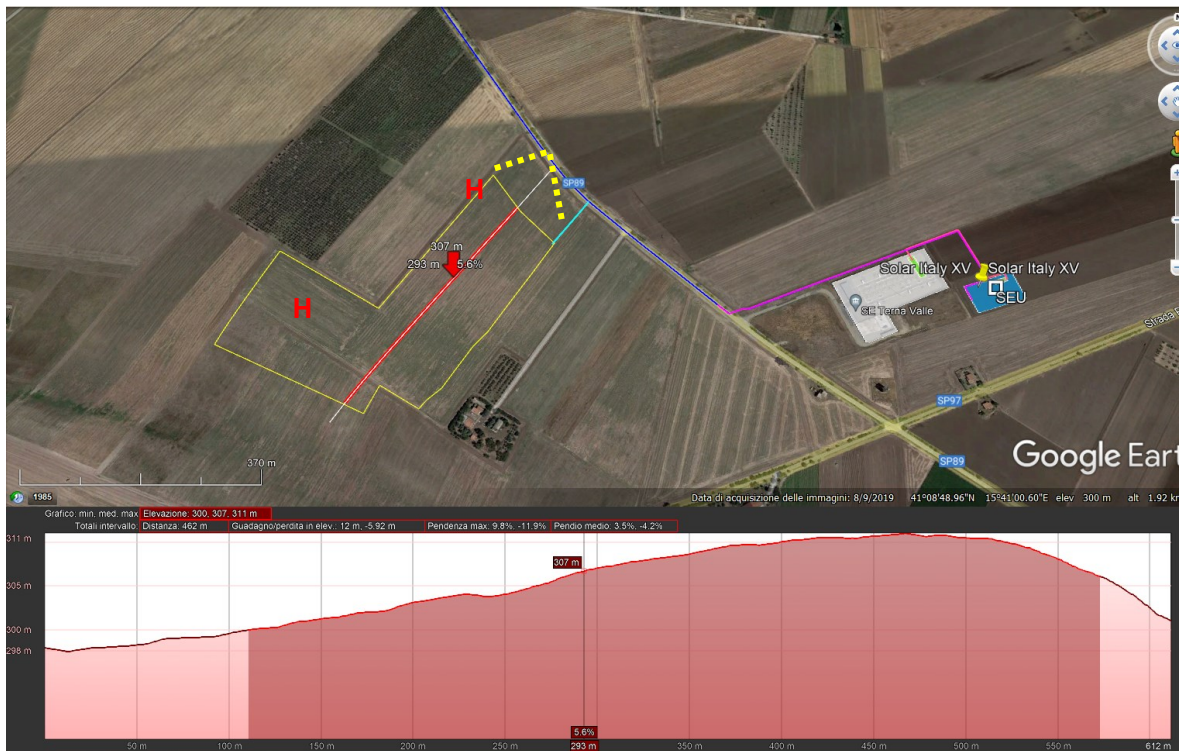 N
H
SP89
307 m
293 m 5.6%
H
Solar Italy XV Solar Italy XV
SEU
SE Terna Valle
SP97
SP89
370 m
Google Eart
1985
Data di acquisizione delle immagini: 8/9/2019 41°08'48.96"N 15°41'00.60"E elev 300 m alt 1.92 km
Grafico: min. med. max Elevazione: 300, 307, 311 m
Totali intervallo: Distanza: 462 m Guadagno/perdita in elev.: 12 m, -5.92 m Pendenza max: 9.8%, -11.9% Pendio medio: 3.5%, -4.2%
311 m
307 m
305 m
300 m
298 m
5.6%
50 m 100 m 150 m 200 m 250 m 293 m 350 m 400 m 450 m 500 m 550 m 612 m